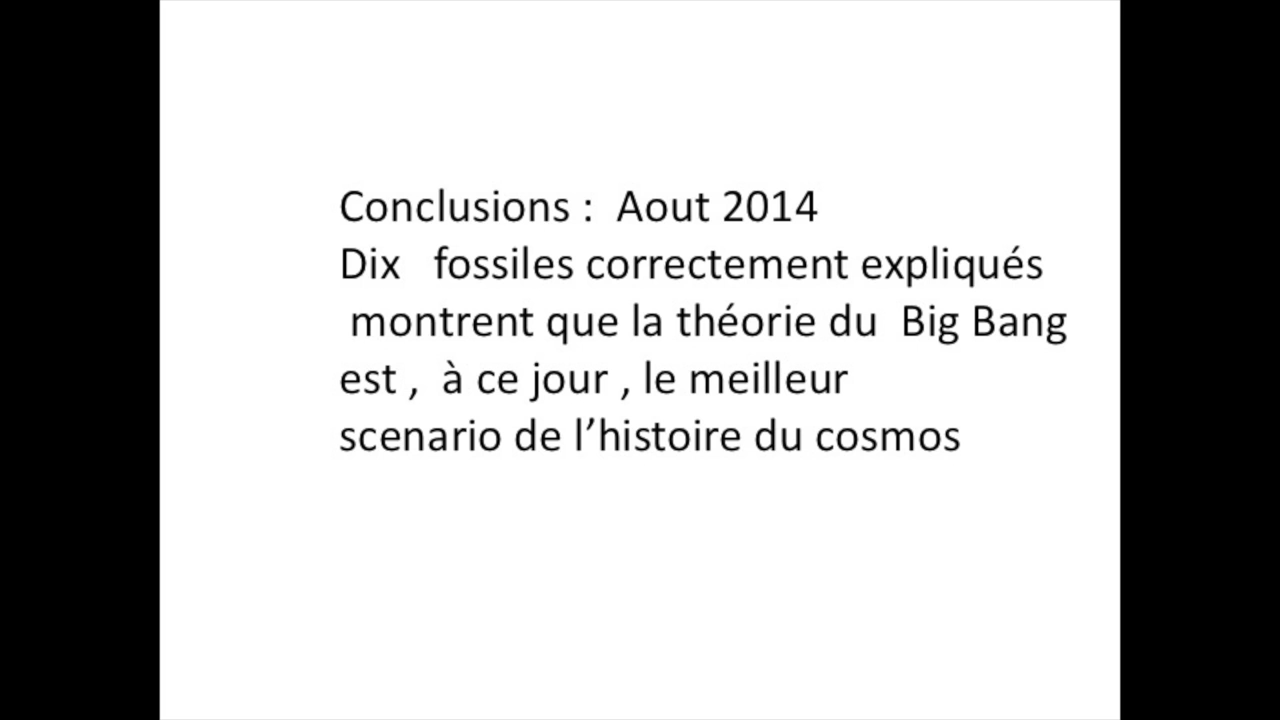 Conclusions : Aout 2014
Dix fossiles correctement expliqués
montrent que la théorie du Big Bang
est , à ce jour , le meilleur
scenario de l’histoire du cosmos